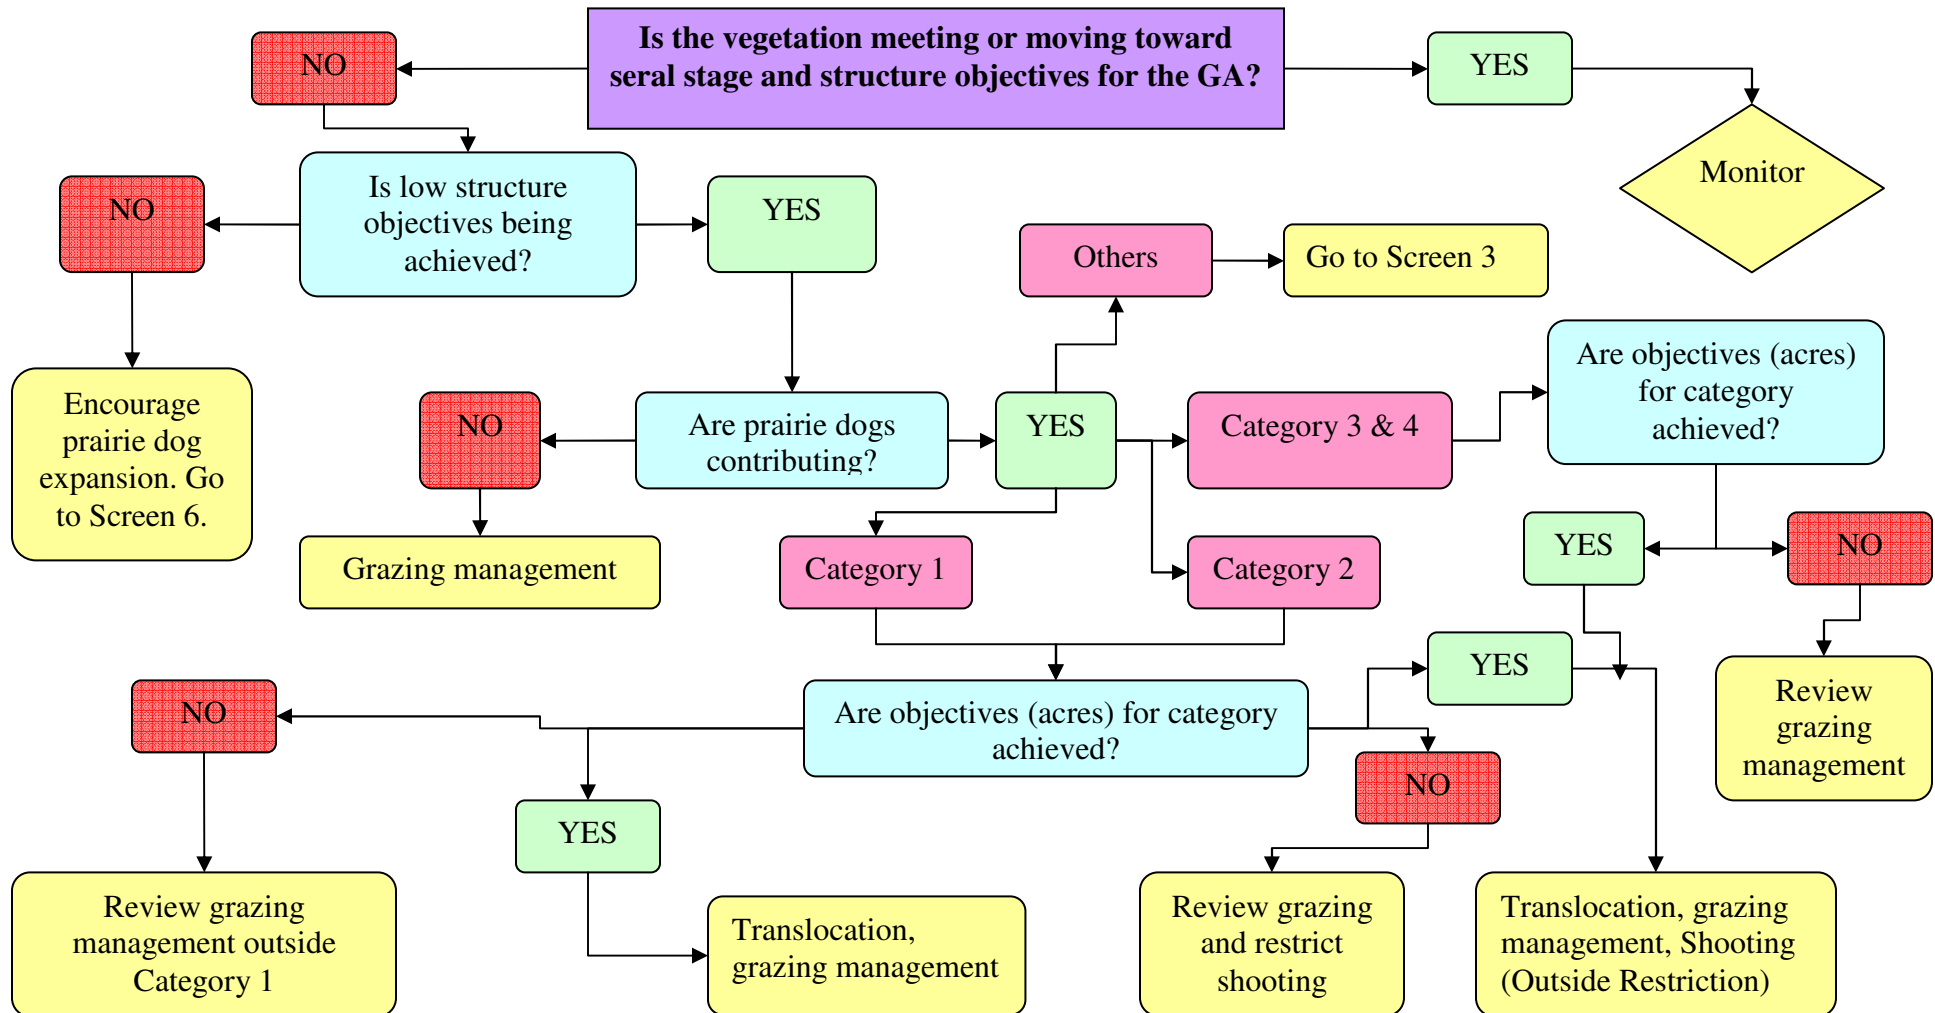 Is the vegetation meeting or moving toward
seral stage and structure objectives for the GA?
NO
YES
Monitor
Is low structure
objectives being
achieved?
NO
YES
Others
Go to Screen 3
Encourage
prairie dog
expansion. Go
to Screen 6.
Are prairie dogs
contributing?
NO
YES
Category 3 & 4
Are objectives (acres)
for category
achieved?
Grazing management
Category 1
Category 2
YES
NO
Review
grazing
management
Are objectives (acres) for category
achieved?
NO
YES
YES
NO
Review grazing
management outside
Category 1
Translocation,
grazing management
Review grazing
and restrict
shooting
Translocation, grazing
management, Shooting
(Outside Restriction)